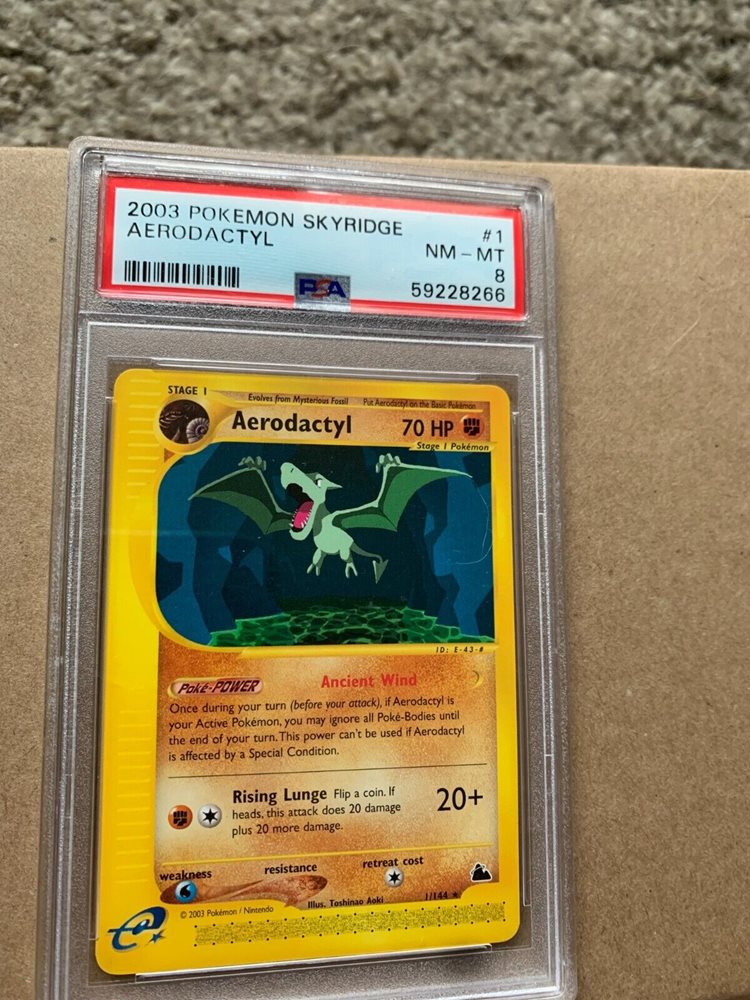 2003 POKEMON SKYRIDGE #1
AERODACTYL NM - MT
8
PSA 59228266
STAGE 1
Evolves from Mysterious Fossil Put Aerodactyl on the Basic Pokémon
Aerodactyl 70 HP
Stage 1 Pokémon
ID: E-43-#
Poké-POWER Ancient Wind
Once during your turn (before your attack), if Aerodactyl is
your Active Pokémon, you may ignore all Poké-Bodies until
the end of your turn. This power can't be used if Aerodactyl
is affected by a Special Condition.
Rising Lunge Flip a coin. If
heads, this attack does 20 damage
plus 20 more damage.
20+
weakness resistance retreat cost
Illus. Toshinao Aoki 1/144 ★
© 2003 Pokémon / Nintendo
e